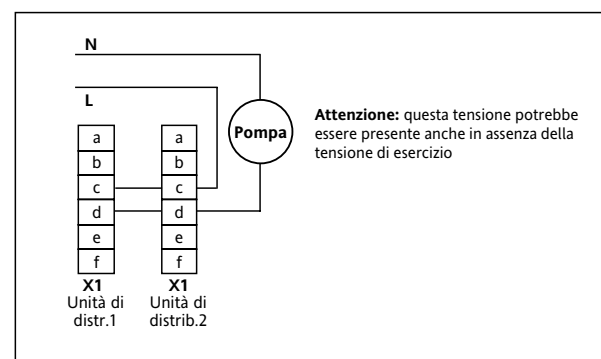 N
L
Pompa
Attenzione: questa tensione potrebbe
essere presente anche in assenza della
tensione di esercizio
a
b
c
d
e
f
X1
Unità di
distr.1
a
b
c
d
e
f
X1
Unità di
distrib.2